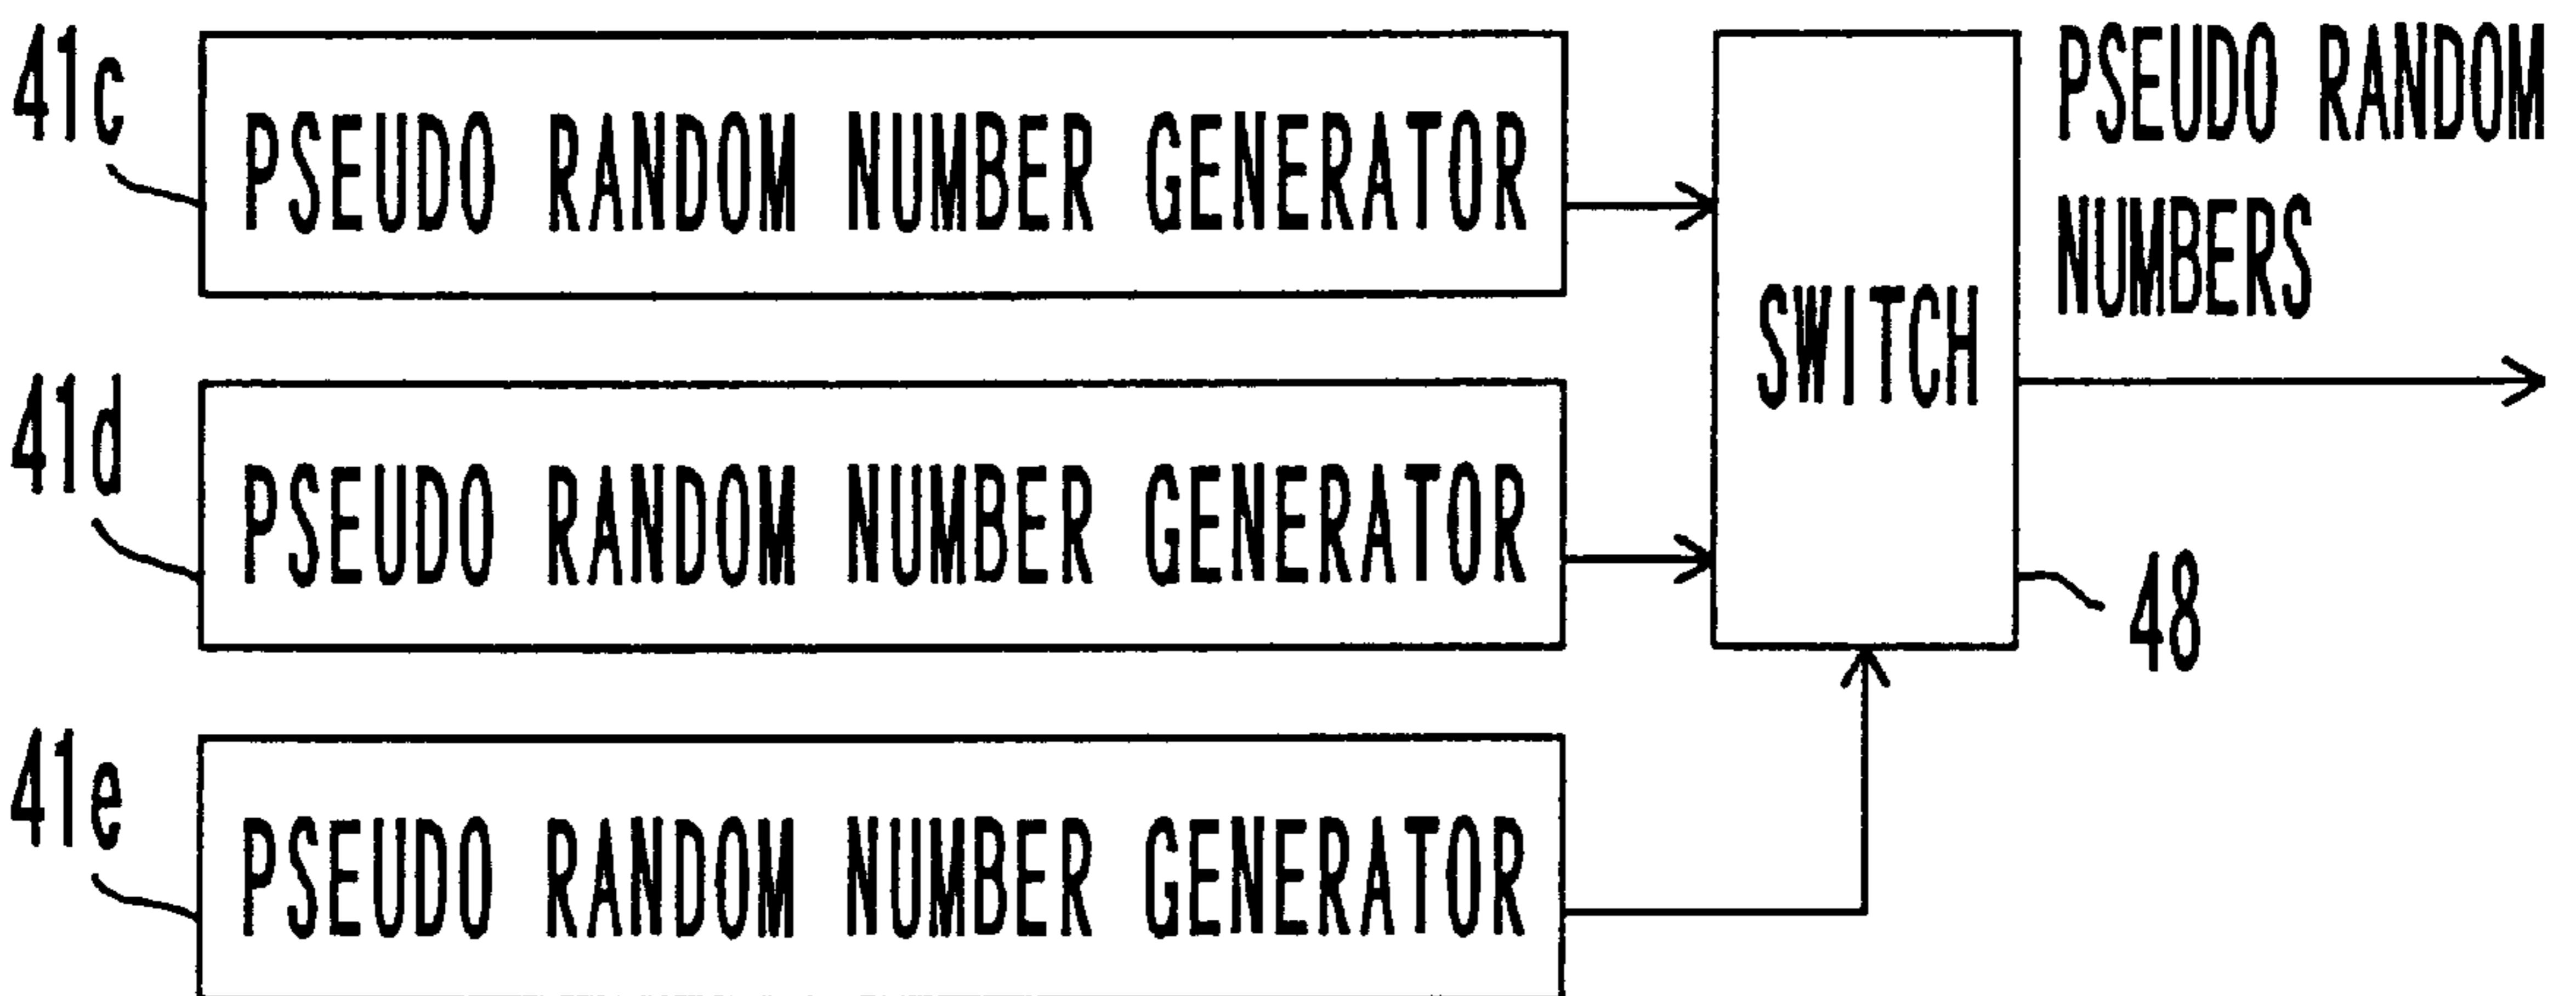 41c
PSEUDO RANDOM NUMBER GENERATOR
PSEUDO RANDOM
NUMBERS
SWITCH
41d
PSEUDO RANDOM NUMBER GENERATOR
48
41e
PSEUDO RANDOM NUMBER GENERATOR